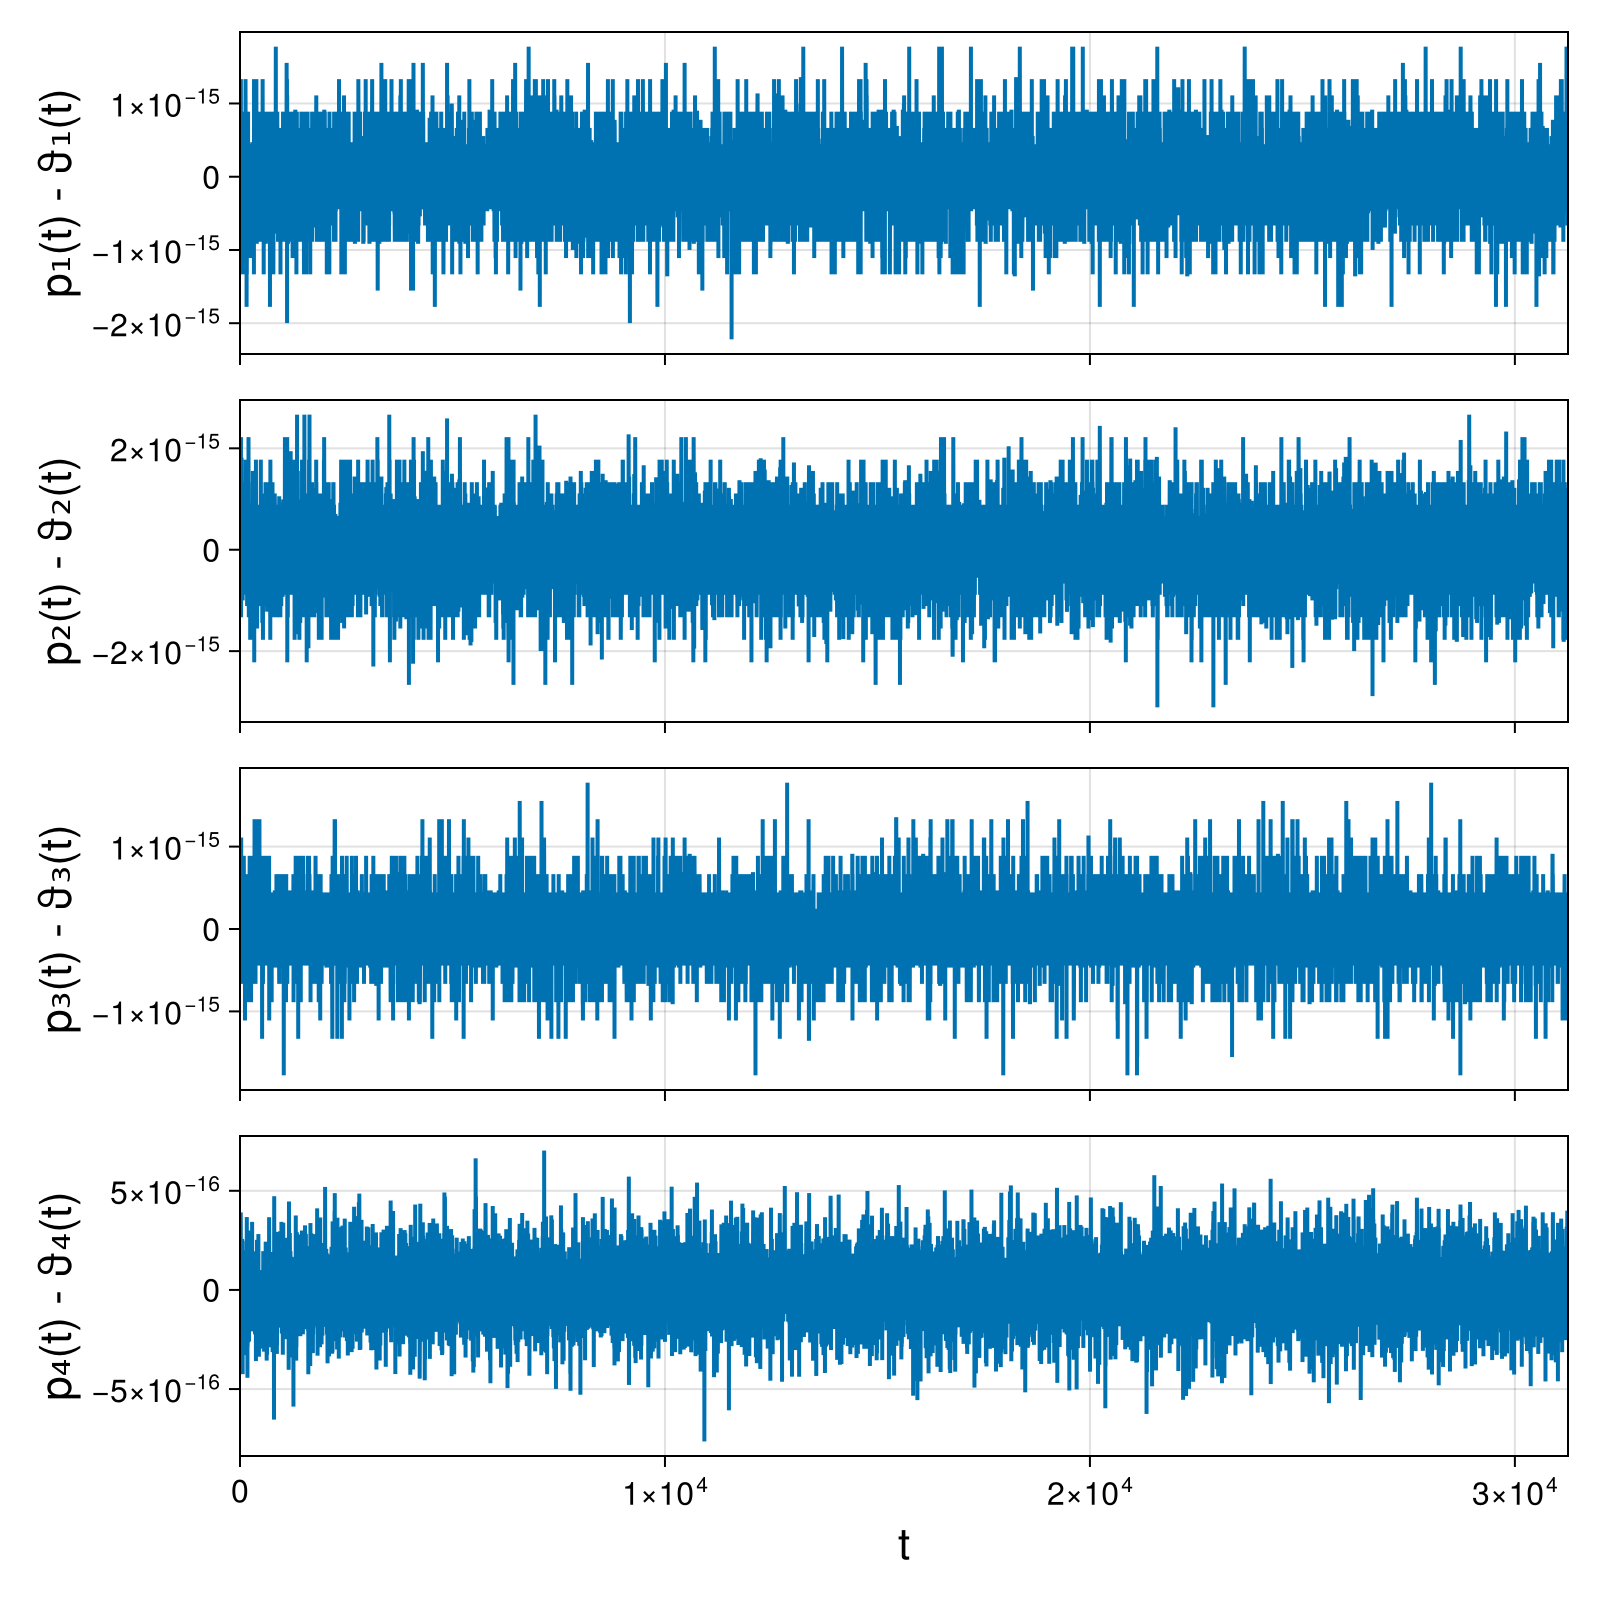 p₁(t) - ϑ₁(t)
1×10⁻¹⁵
0
−1×10⁻¹⁵
−2×10⁻¹⁵
p₂(t) - ϑ₂(t)
2×10⁻¹⁵
0
−2×10⁻¹⁵
p₃(t) - ϑ₃(t)
1×10⁻¹⁵
0
−1×10⁻¹⁵
p₄(t) - ϑ₄(t)
5×10⁻¹⁶
0
−5×10⁻¹⁶
0 1×10⁴ 2×10⁴ 3×10⁴
t